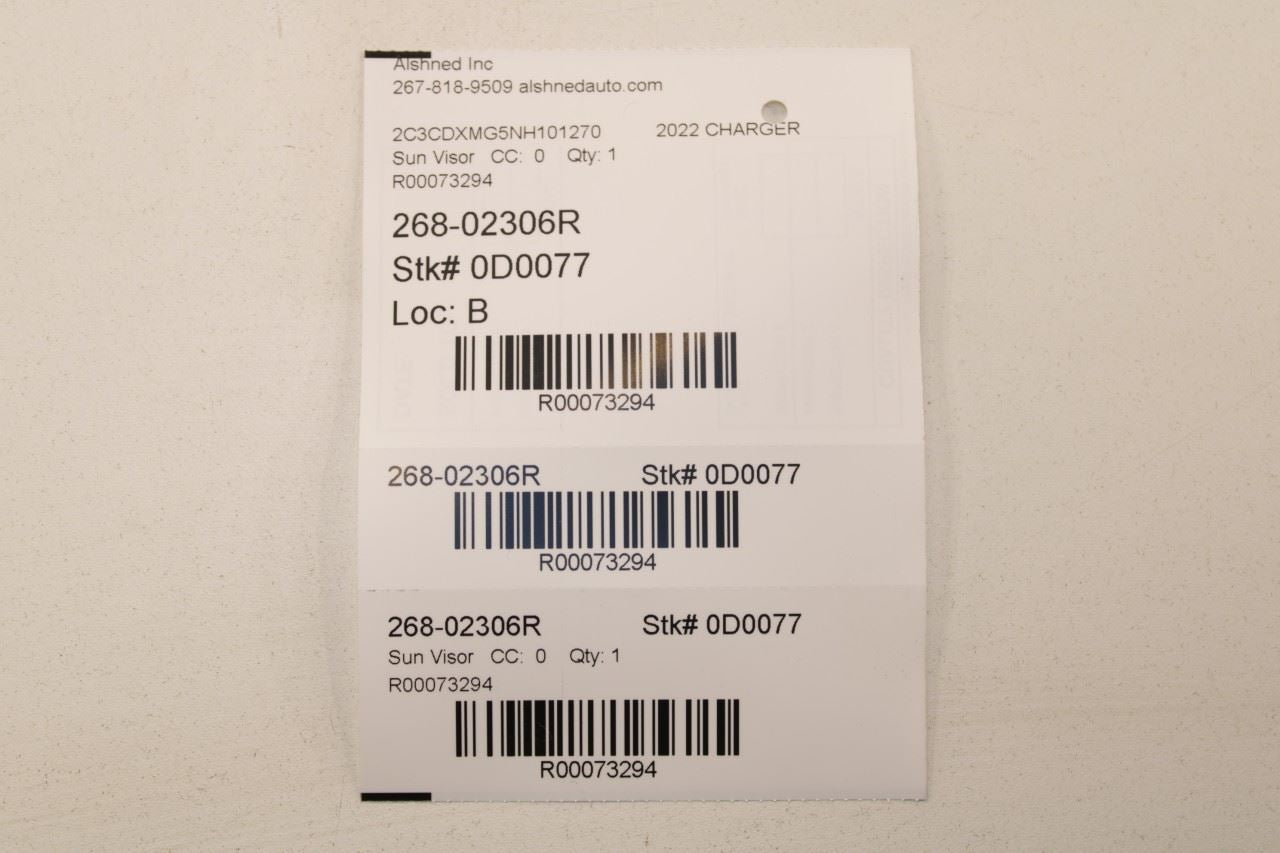 Alshned Inc
267-818-9509 alshnedauto.com
2C3CDXMG5NH101270 2022 CHARGER
Sun Visor CC: 0 Qty: 1
R00073294
268-02306R
Stk# 0D0077
Loc: B
R00073294
268-02306R Stk# 0D0077
R00073294
268-02306R Stk# 0D0077
Sun Visor CC: 0 Qty: 1
R00073294
R00073294